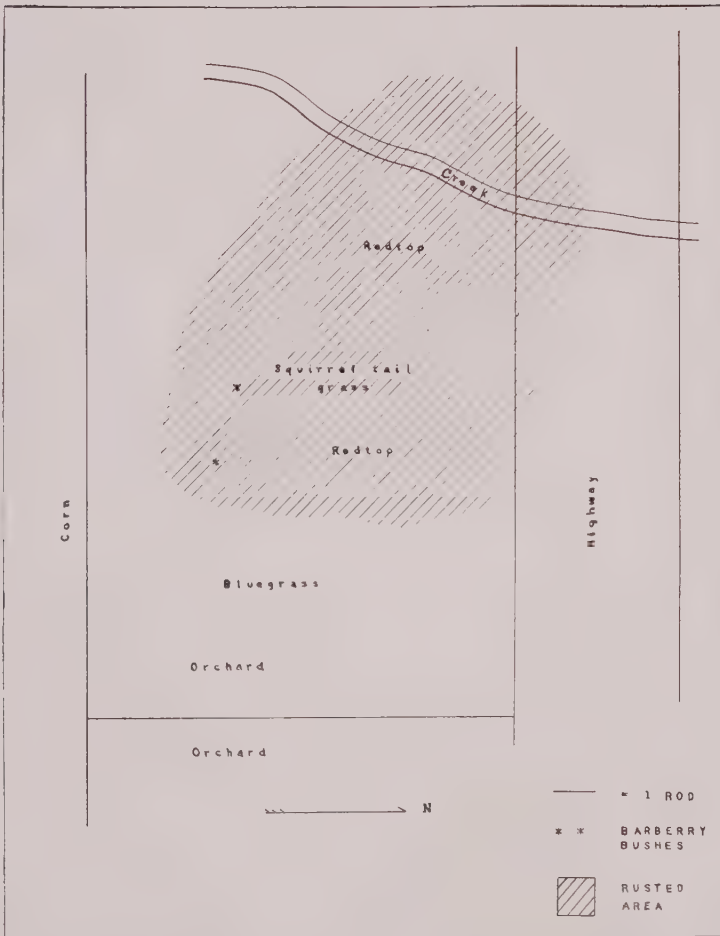 Creek
Redtop
Squirrel tail
grass
Redtop
Corn
Highway
Bluegrass
Orchard
Orchard
N
= 1 ROD
* * BARBERRY
BUSHES
RUSTED
AREA